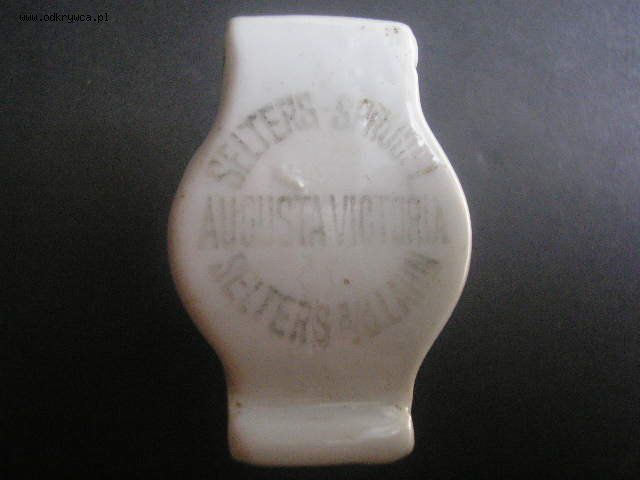 www.odkrywca.pl
SELTERS SPRUDEL
AUGUSTA VICTORIA
SELTERS A/D LAHN